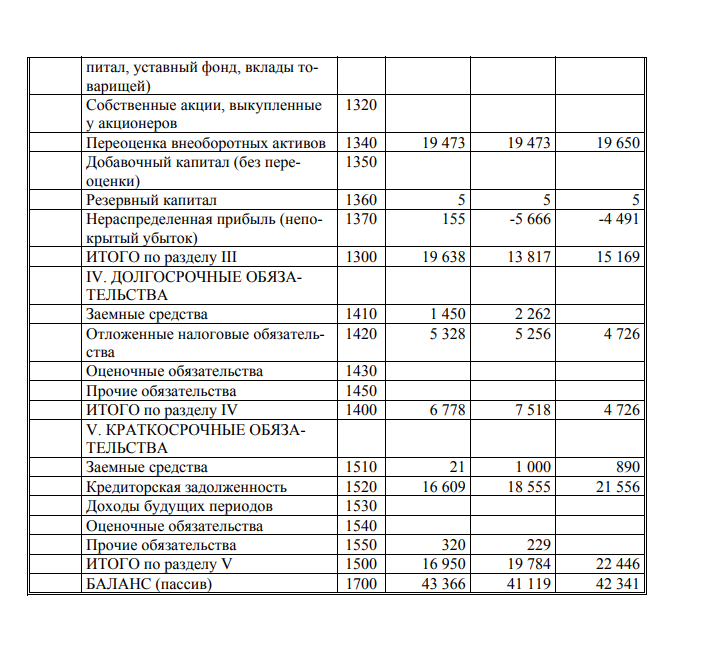 питал, уставный фонд, вклады то-
варищей)
Собственные акции, выкупленные 1320
у акционеров
Переоценка внеоборотных активов 1340 19 473 19 473 19 650
Добавочный капитал (без пере- 1350
оценки)
Резервный капитал 1360 5 5 5
Нераспределенная прибыль (непо- 1370 155 -5 666 -4 491
крытый убыток)
ИТОГО по разделу III 1300 19 638 13 817 15 169
IV. ДОЛГОСРОЧНЫЕ ОБЯЗА-
ТЕЛЬСТВА
Заемные средства 1410 1 450 2 262
Отложенные налоговые обязатель- 1420 5 328 5 256 4 726
ства
Оценочные обязательства 1430
Прочие обязательства 1450
ИТОГО по разделу IV 1400 6 778 7 518 4 726
V. КРАТКОСРОЧНЫЕ ОБЯЗА-
ТЕЛЬСТВА
Заемные средства 1510 21 1 000 890
Кредиторская задолженность 1520 16 609 18 555 21 556
Доходы будущих периодов 1530
Оценочные обязательства 1540
Прочие обязательства 1550 320 229
ИТОГО по разделу V 1500 16 950 19 784 22 446
БАЛАНС (пассив) 1700 43 366 41 119 42 341